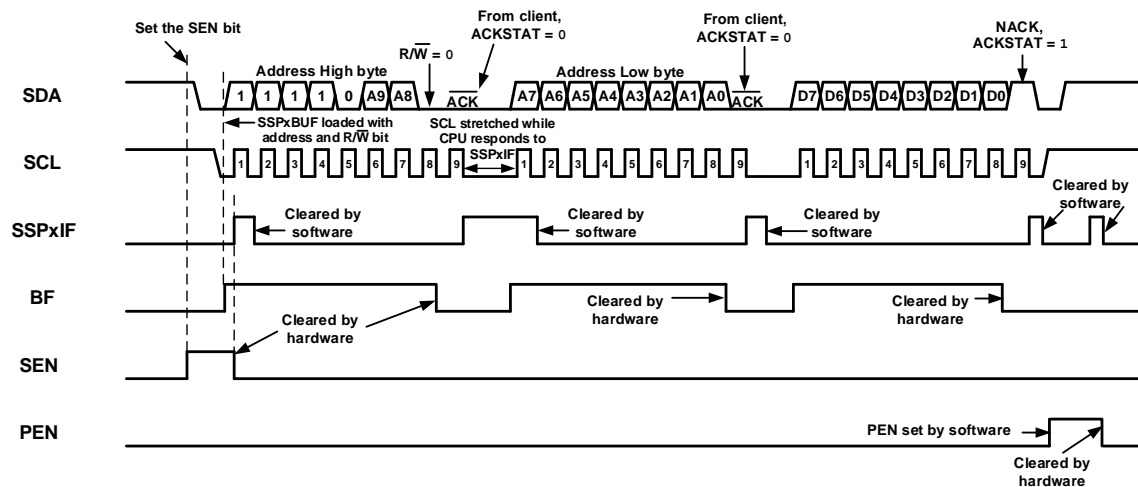 Set the SEN bit
From client,
ACKSTAT = 0
R/W = 0
From client,
ACKSTAT = 0
NACK,
ACKSTAT = 1
SDA
Address High byte
1 1 1 1 0 A9 A8
ACK
Address Low byte
A7 A6 A5 A4 A3 A2 A1 A0
ACK
D7 D6 D5 D4 D3 D2 D1 D0
SSPxBUF loaded with
address and R/W bit
SCL stretched while
CPU responds to
SSPxIF
SCL
1 2 3 4 5 6 7 8 9
1 2 3 4 5 6 7 8 9
1 2 3 4 5 6 7 8 9
SSPxIF
Cleared by
software
Cleared by
software
Cleared by
software
Cleared by
software
BF
Cleared by
hardware
Cleared by
hardware
Cleared by
hardware
SEN
PEN
PEN set by software
Cleared by
hardware